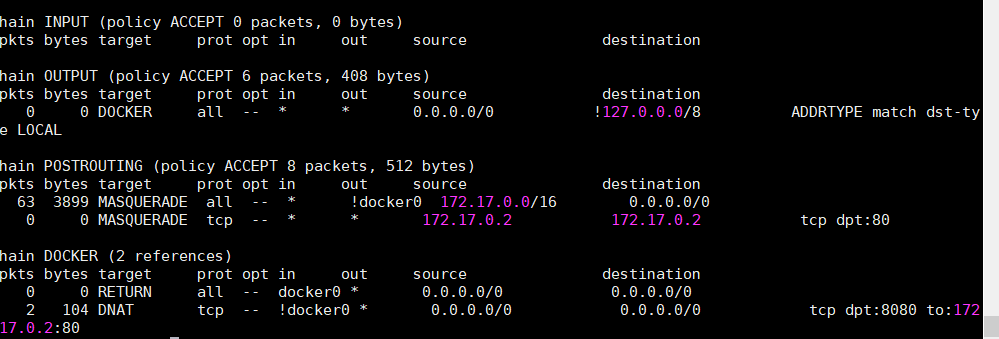 hain INPUT (policy ACCEPT 0 packets, 0 bytes)
pkts bytes target     prot opt in     out     source               destination

hain OUTPUT (policy ACCEPT 6 packets, 408 bytes)
pkts bytes target     prot opt in     out     source               destination
   0     0 DOCKER     all  --  *      *       0.0.0.0/0           !127.0.0.0/8          ADDRTYPE match dst-ty
e LOCAL

hain POSTROUTING (policy ACCEPT 8 packets, 512 bytes)
pkts bytes target     prot opt in     out     source               destination
  63  3899 MASQUERADE  all  --  *      !docker0  172.17.0.0/16        0.0.0.0/0
   0     0 MASQUERADE  tcp  --  *      *       172.17.0.2           172.17.0.2           tcp dpt:80

hain DOCKER (2 references)
pkts bytes target     prot opt in     out     source               destination
   0     0 RETURN     all  --  docker0 *       0.0.0.0/0            0.0.0.0/0
   2   104 DNAT       tcp  --  !docker0 *       0.0.0.0/0            0.0.0.0/0            tcp dpt:8080 to:172
17.0.2:80